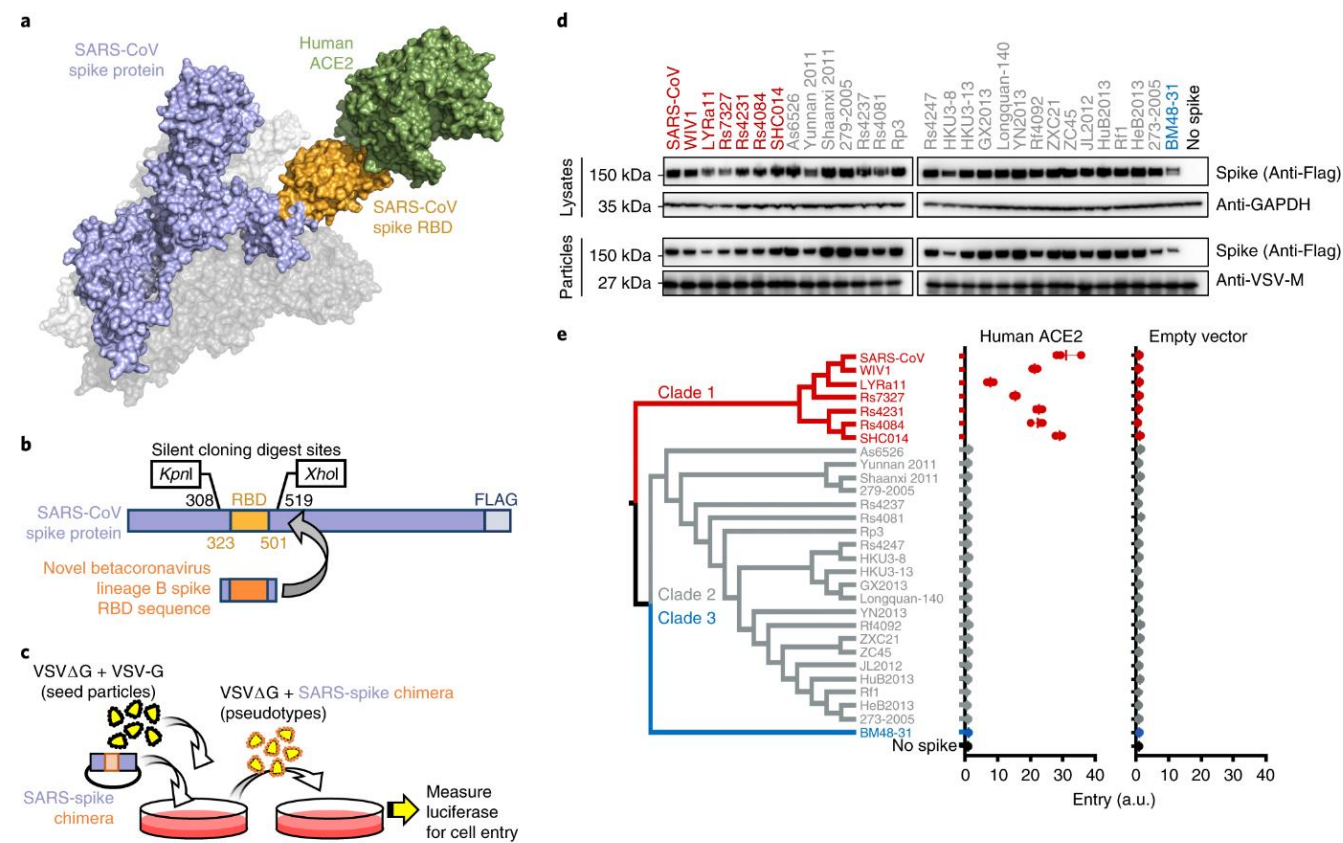 a
SARS-CoV
spike protein
Human
ACE2
SARS-CoV
spike RBD
b
Silent cloning digest sites
KpnI
XhoI
308
RBD
519
FLAG
SARS-CoV
spike protein
323
501
Novel betacoronavirus
lineage B spike
RBD sequence
c
VSVΔG + VSV-G
(seed particles)
VSVΔG + SARS-spike chimera
(pseudotypes)
SARS-spike
chimera
Measure
luciferase
for cell entry
d
SARS-CoV
WIV1
LYRa11
Rs7327
Rs4231
Rs4084
SHC014
As6526
Yunnan 2011
Shaanxi 2011
279-2005
Rs4237
Rs4081
Rp3
Rs4247
HKU3-8
HKU3-13
GX2013
Longquan-140
YN2013
Rf4092
ZXC21
ZC45
JL2012
HuB2013
Rf1
HeB2013
273-2005
BM48-31
No spike
Lysates
150 kDa
Spike (Anti-Flag)
35 kDa
Anti-GAPDH
Particles
150 kDa
Spike (Anti-Flag)
27 kDa
Anti-VSV-M
e
Human ACE2
Empty vector
Clade 1
Clade 2
Clade 3
SARS-CoV
WIV1
LYRa11
Rs7327
Rs4231
Rs4084
SHC014
As6526
Yunnan 2011
Shaanxi 2011
279-2005
Rs4237
Rs4081
Rp3
Rs4247
HKU3-8
HKU3-13
GX2013
Longquan-140
YN2013
Rf4092
ZXC21
ZC45
JL2012
HuB2013
Rf1
HeB2013
273-2005
BM48-31
No spike
0 10 20 30 40
0 10 20 30 40
Entry (a.u.)